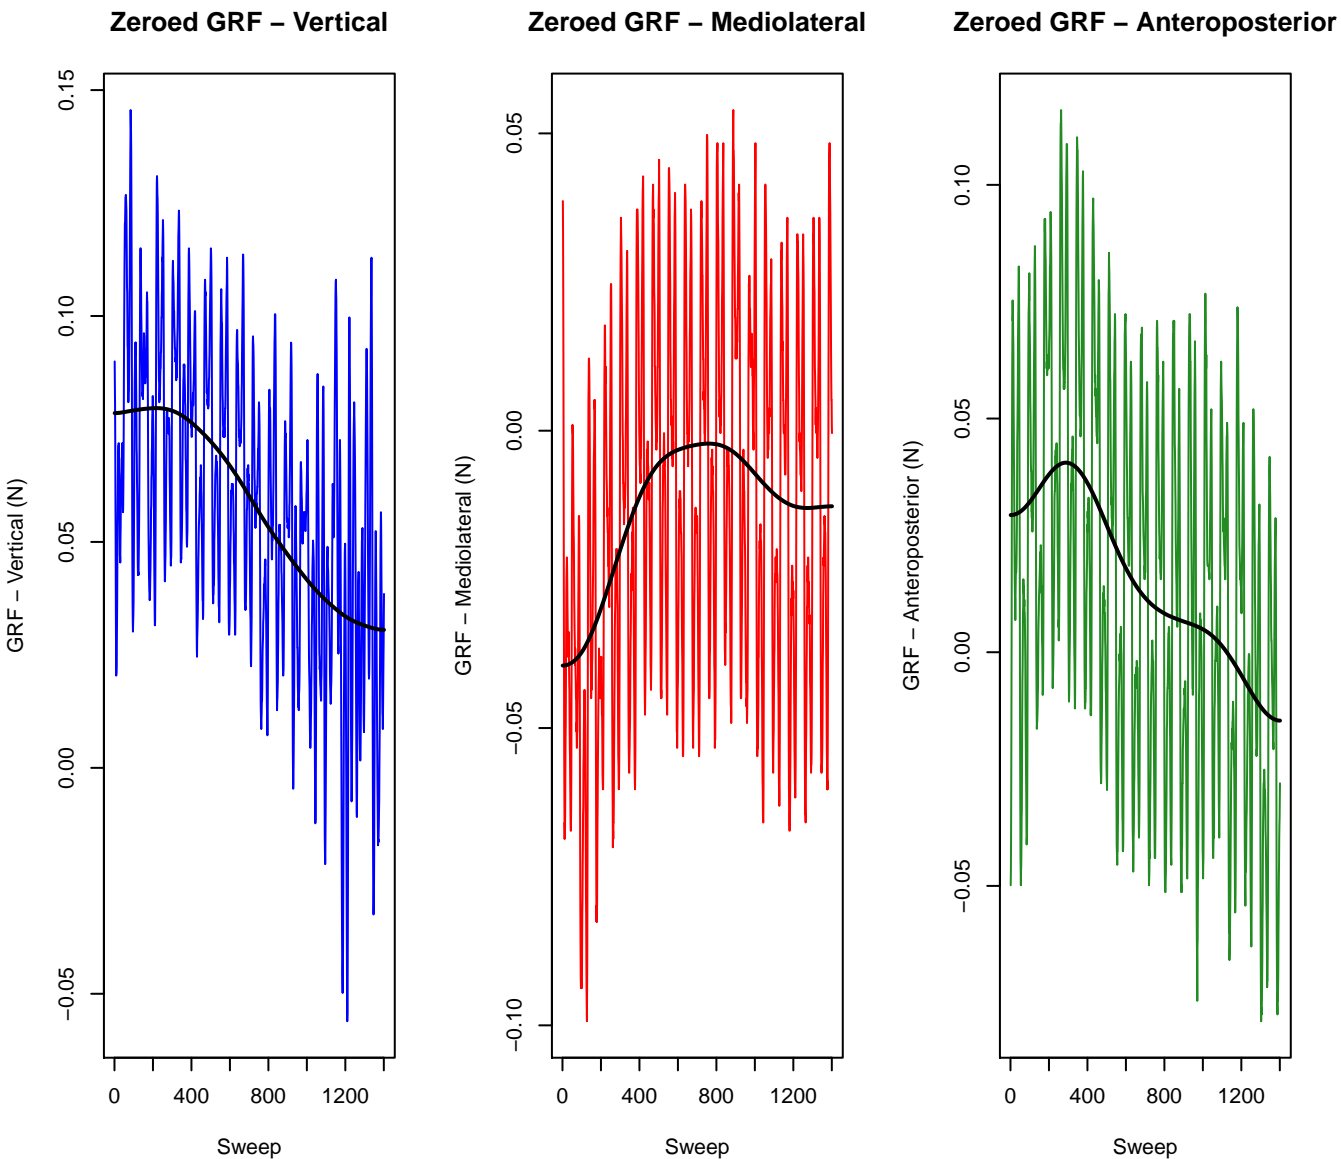 Zeroed GRF – Vertical
GRF – Vertical (N)
0.15
0.10
0.05
0.00
−0.05
0 400 800 1200
Sweep
Zeroed GRF – Mediolateral
GRF – Mediolateral (N)
0.05
0.00
−0.05
−0.10
0 400 800 1200
Sweep
Zeroed GRF – Anteroposterior
GRF – Anteroposterior (N)
0.10
0.05
0.00
−0.05
0 400 800 1200
Sweep